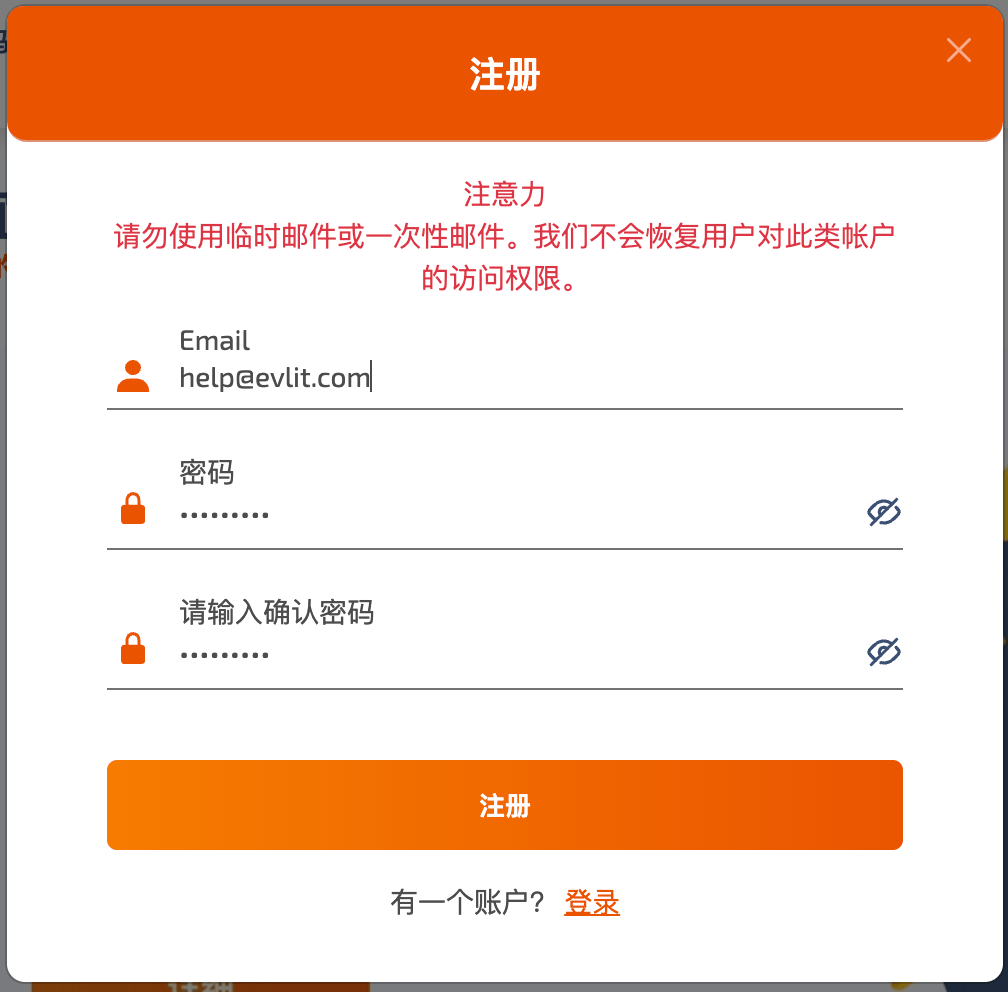 注册
注意力
请勿使用临时邮件或一次性邮件。我们不会恢复用户对此类帐户
的访问权限。
Email
help@evlit.com
密码
•••••••••
请输入确认密码
•••••••••
注册
有一个账户? 登录